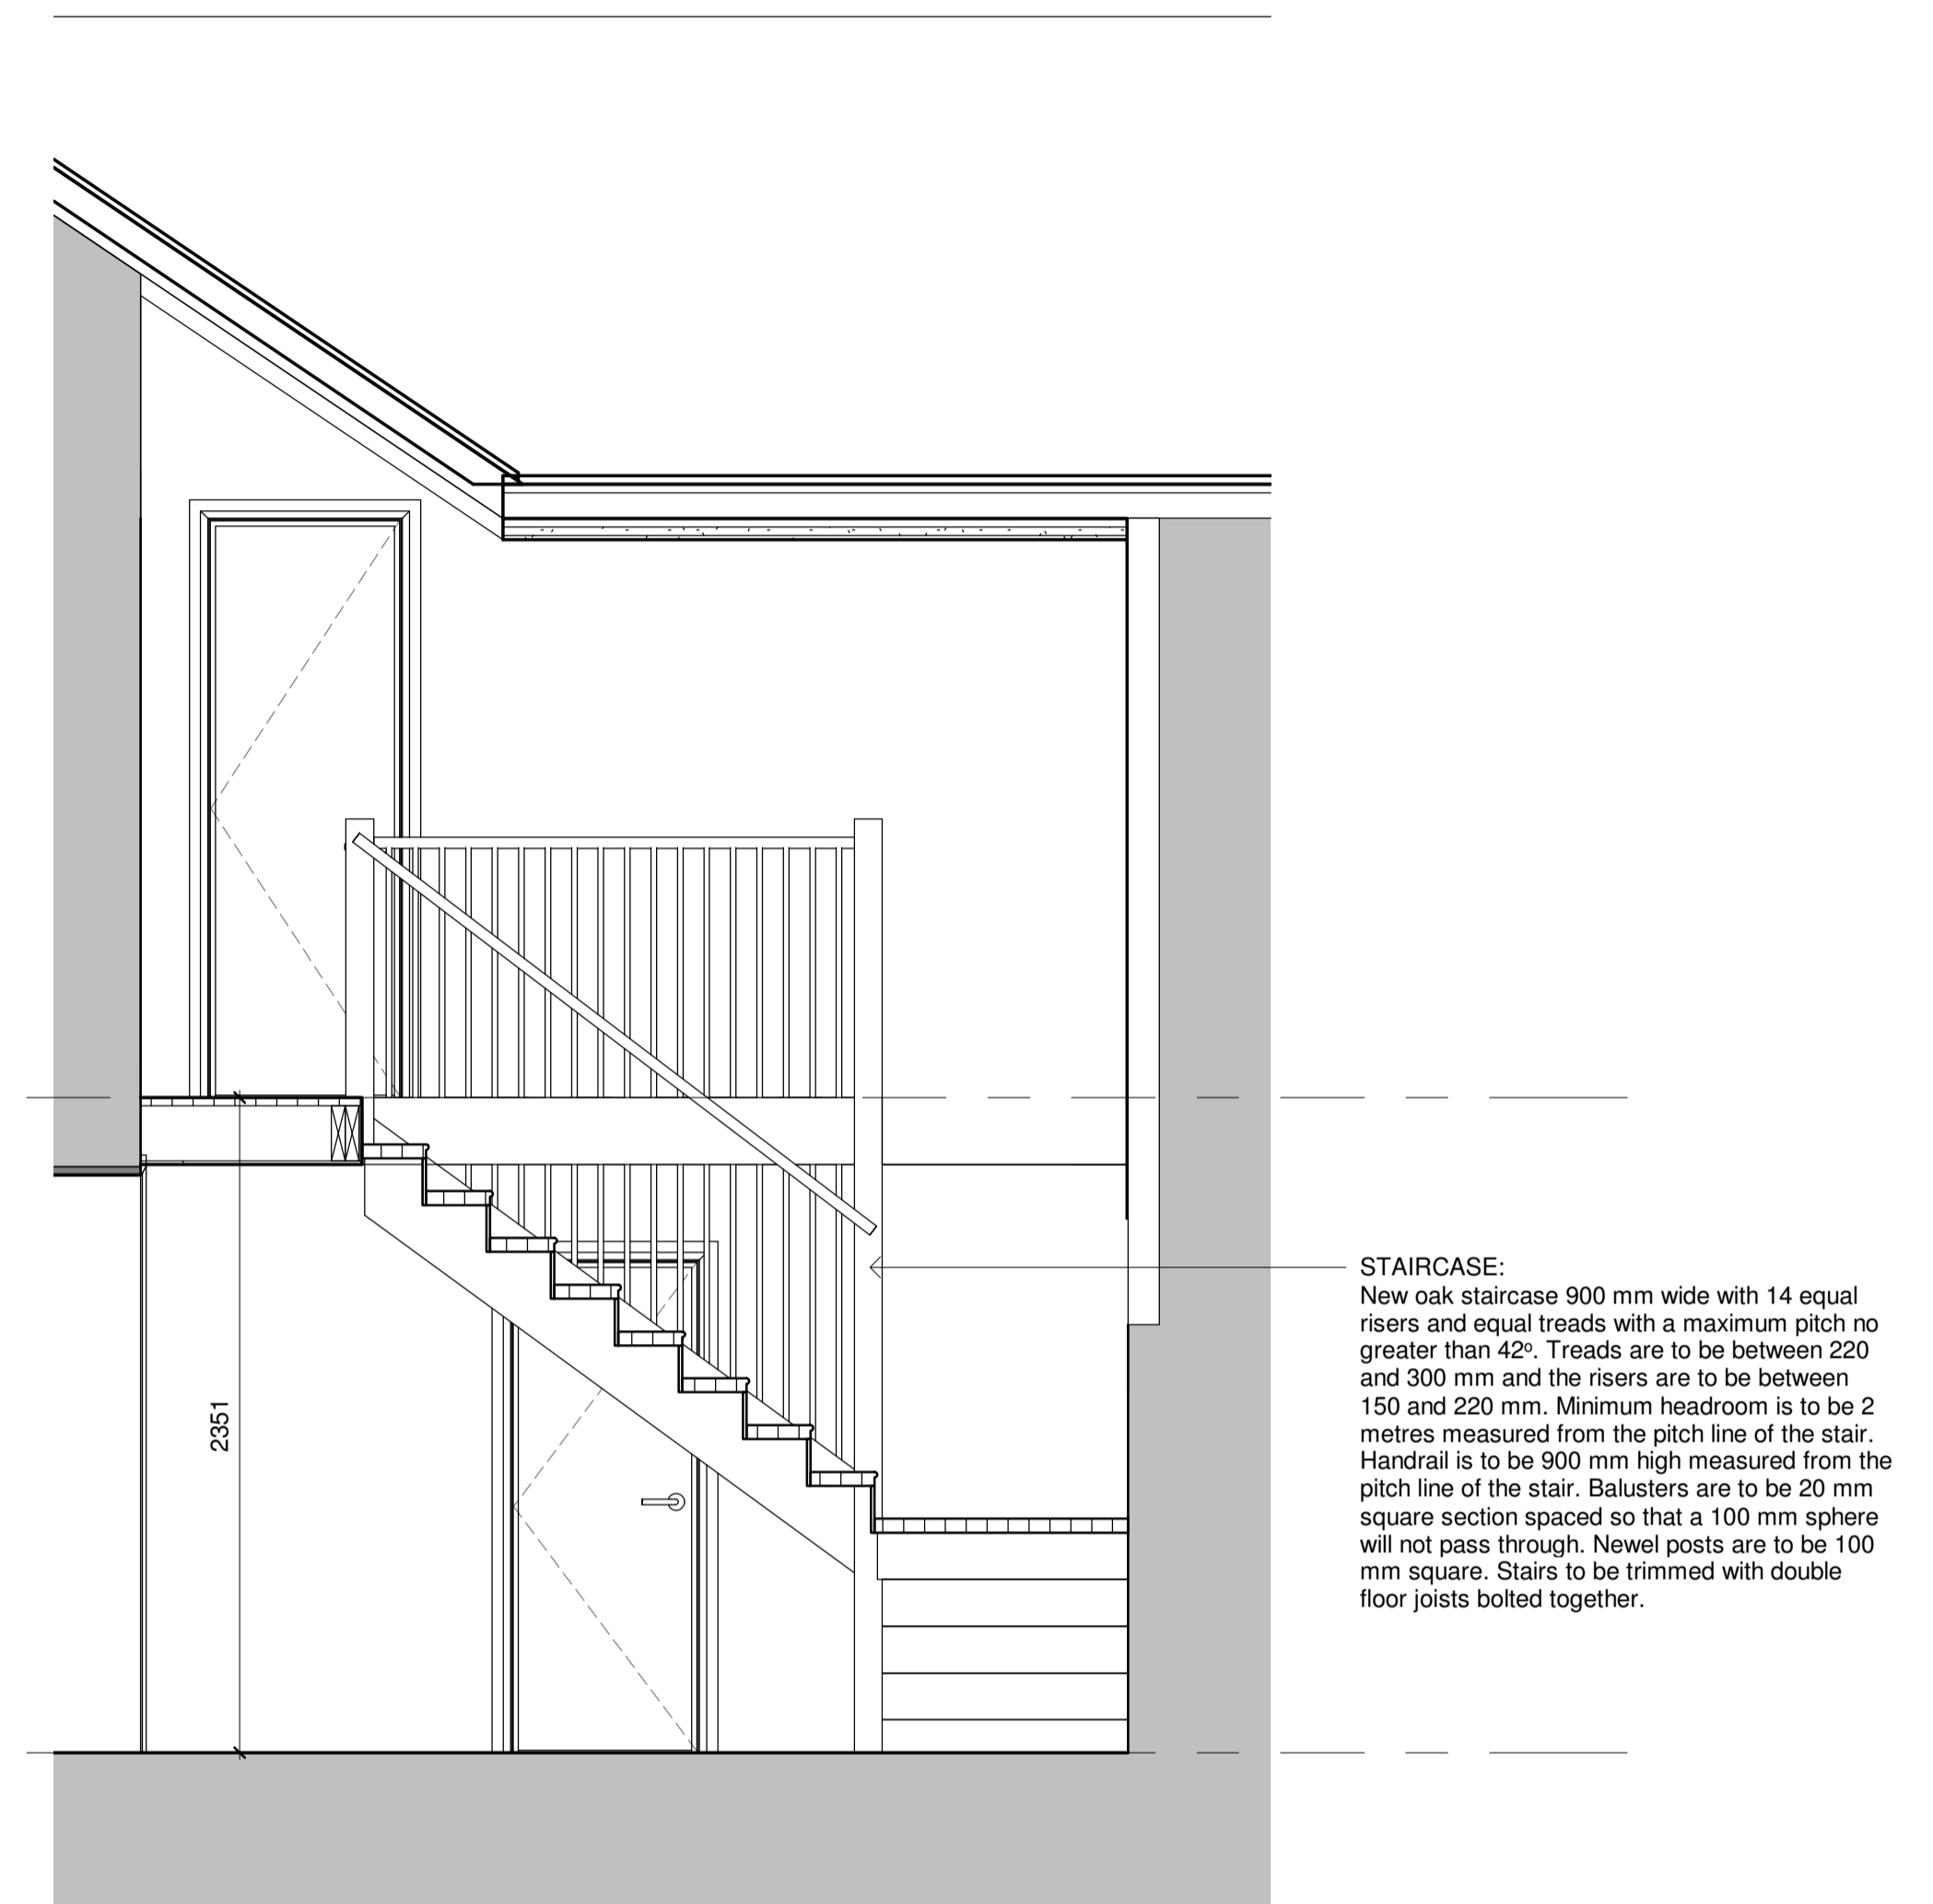 2351
STAIRCASE:
New oak staircase 900 mm wide with 14 equal
risers and equal treads with a maximum pitch no
greater than 42º. Treads are to be between 220
and 300 mm and the risers are to be between
150 and 220 mm. Minimum headroom is to be 2
metres measured from the pitch line of the stair.
Handrail is to be 900 mm high measured from the
pitch line of the stair. Balusters are to be 20 mm
square section spaced so that a 100 mm sphere
will not pass through. Newel posts are to be 100
mm square. Stairs to be trimmed with double
floor joists bolted together.